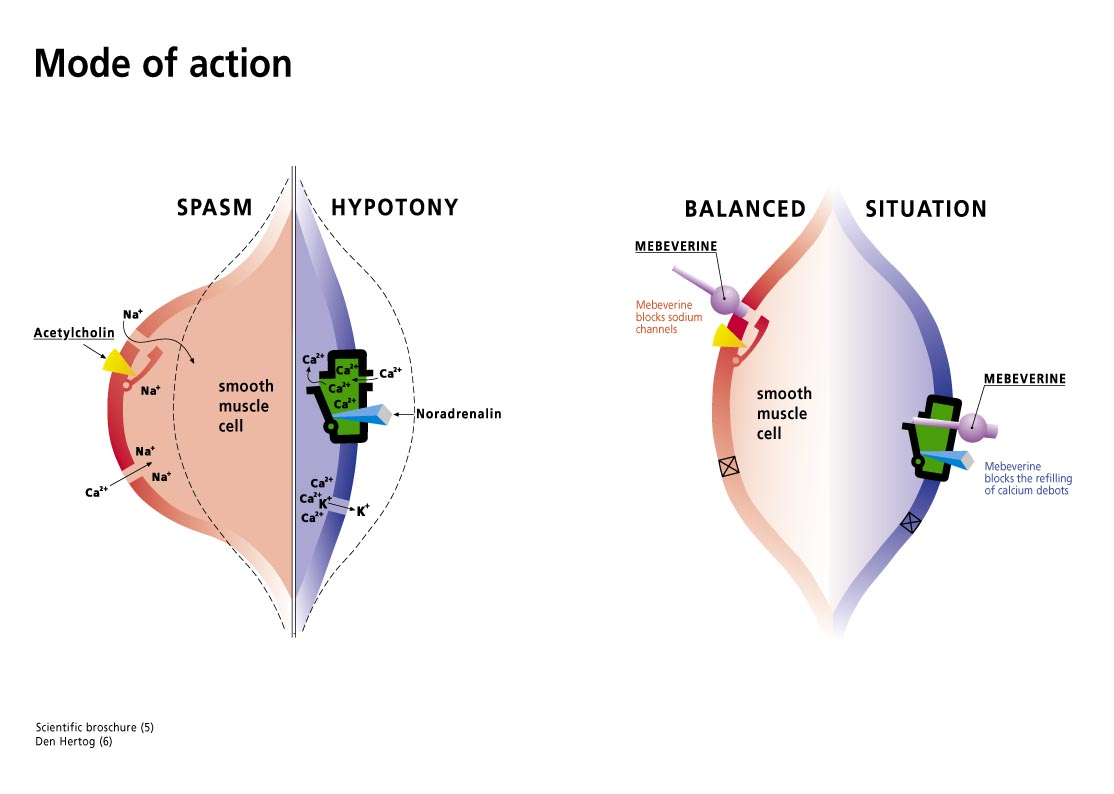 Mode of action
SPASM
HYPOTONY
Na⁺
Acetylcholin
Na⁺
smooth
muscle
cell
Na⁺
Na⁺
Ca²⁺
Ca²⁺
Ca²⁺
Ca²⁺
Ca²⁺
Ca²⁺
Noradrenalin
Ca²⁺
Ca²⁺
K⁺
K⁺
Ca²⁺
BALANCED
SITUATION
MEBEVERINE
Mebeverine
blocks sodium
channels
smooth
muscle
cell
MEBEVERINE
Mebeverine
blocks the refilling
of calcium debots
Scientific broschure (5)
Den Hertog (6)